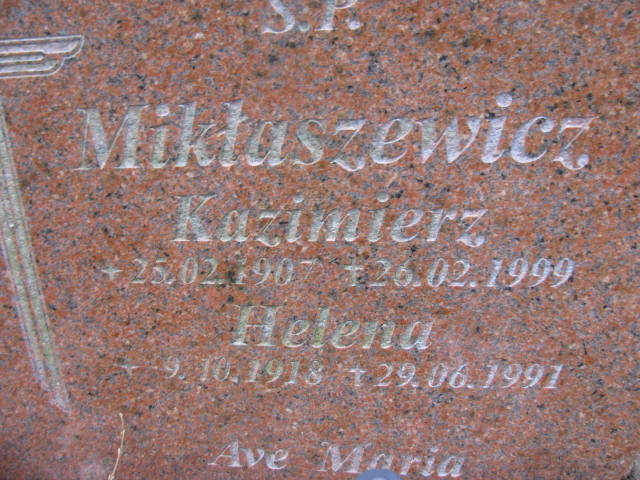 Ś.P.
Mikłaszewicz
Kazimierz
+ 25.02.1907 + 26.02.1999
Helena
+ 9.10.1918 + 29.06.1991
Ave Maria